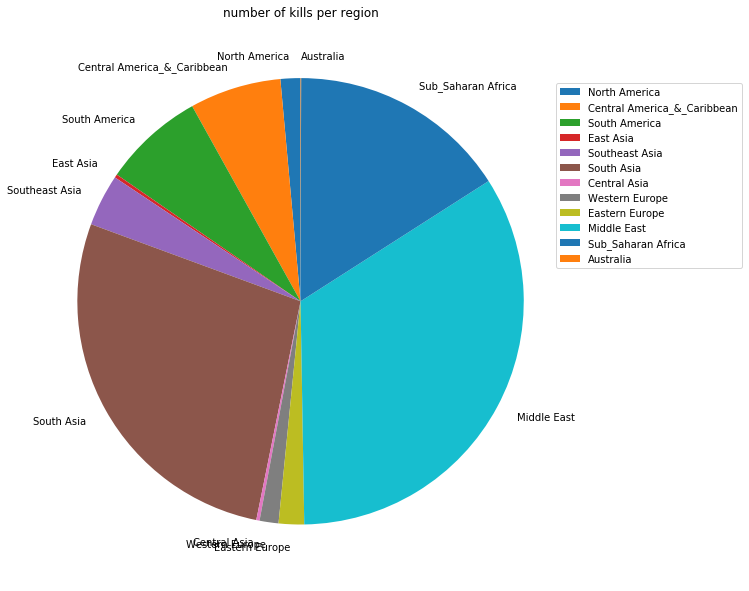 number of kills per region
North America
Australia
Central America_&_Caribbean
Sub_Saharan Africa
South America
East Asia
Southeast Asia
South Asia
Middle East
Central Asia
Western Europe
Eastern Europe
North America
Central America_&_Caribbean
South America
East Asia
Southeast Asia
South Asia
Central Asia
Western Europe
Eastern Europe
Middle East
Sub_Saharan Africa
Australia